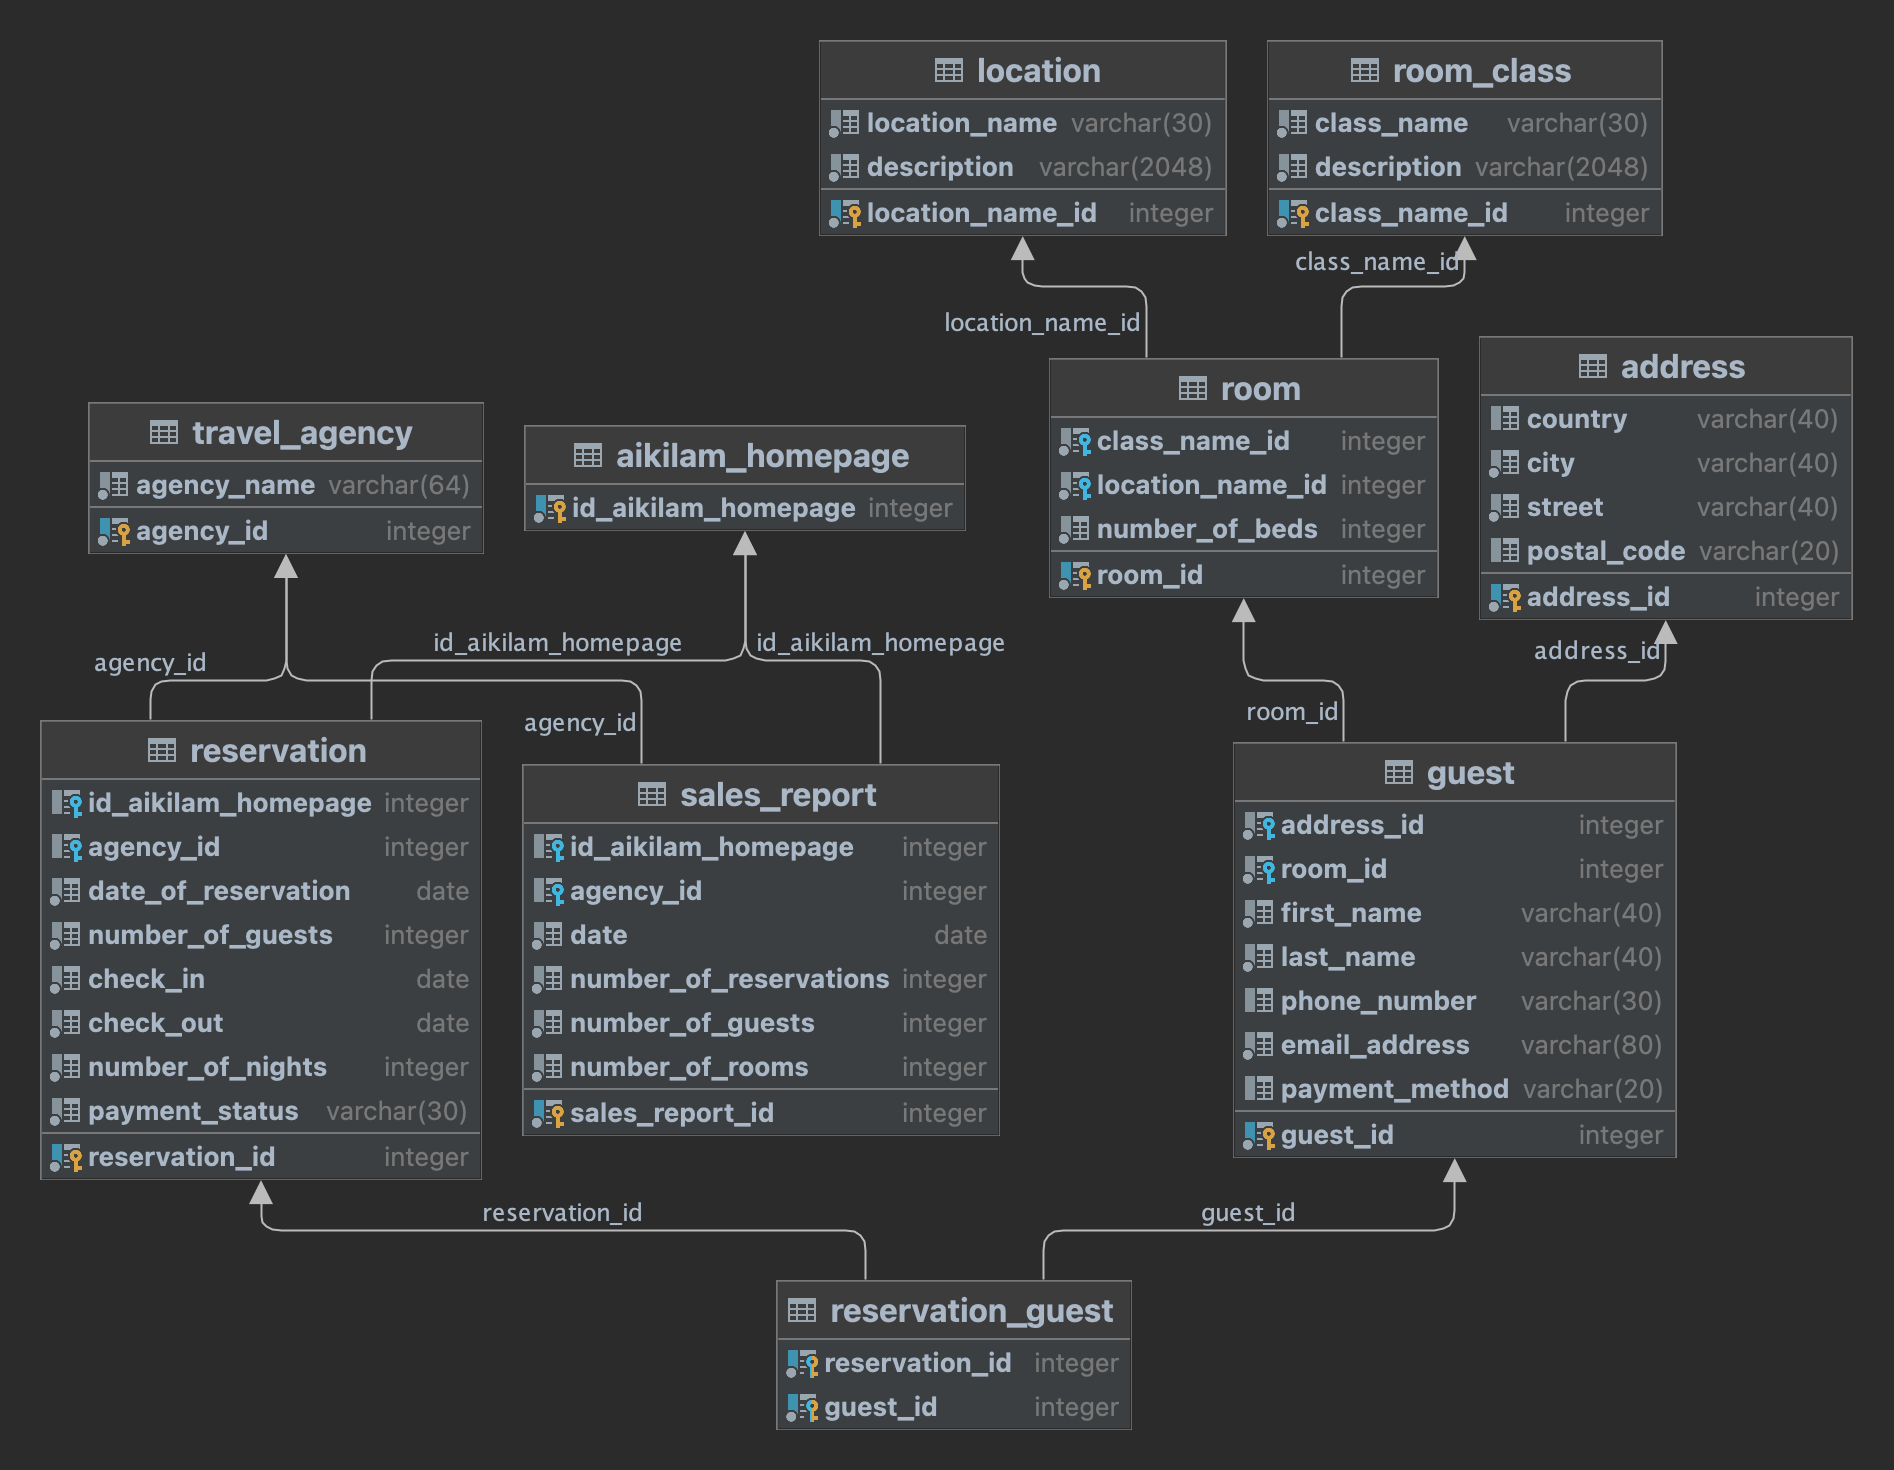 location
location_name varchar(30)
description varchar(2048)
location_name_id integer
room_class
class_name varchar(30)
description varchar(2048)
class_name_id integer
class_name_id
location_name_id
room
class_name_id integer
location_name_id integer
number_of_beds integer
room_id integer
address
country varchar(40)
city varchar(40)
street varchar(40)
postal_code varchar(20)
address_id integer
travel_agency
agency_name varchar(64)
agency_id integer
aikilam_homepage
id_aikilam_homepage integer
agency_id
id_aikilam_homepage
id_aikilam_homepage
agency_id
address_id
room_id
reservation
id_aikilam_homepage integer
agency_id integer
date_of_reservation date
number_of_guests integer
check_in date
check_out date
number_of_nights integer
payment_status varchar(30)
reservation_id integer
sales_report
id_aikilam_homepage integer
agency_id integer
date date
number_of_reservations integer
number_of_guests integer
number_of_rooms integer
sales_report_id integer
guest
address_id integer
room_id integer
first_name varchar(40)
last_name varchar(40)
phone_number varchar(30)
email_address varchar(80)
payment_method varchar(20)
guest_id integer
reservation_id
guest_id
reservation_guest
reservation_id integer
guest_id integer